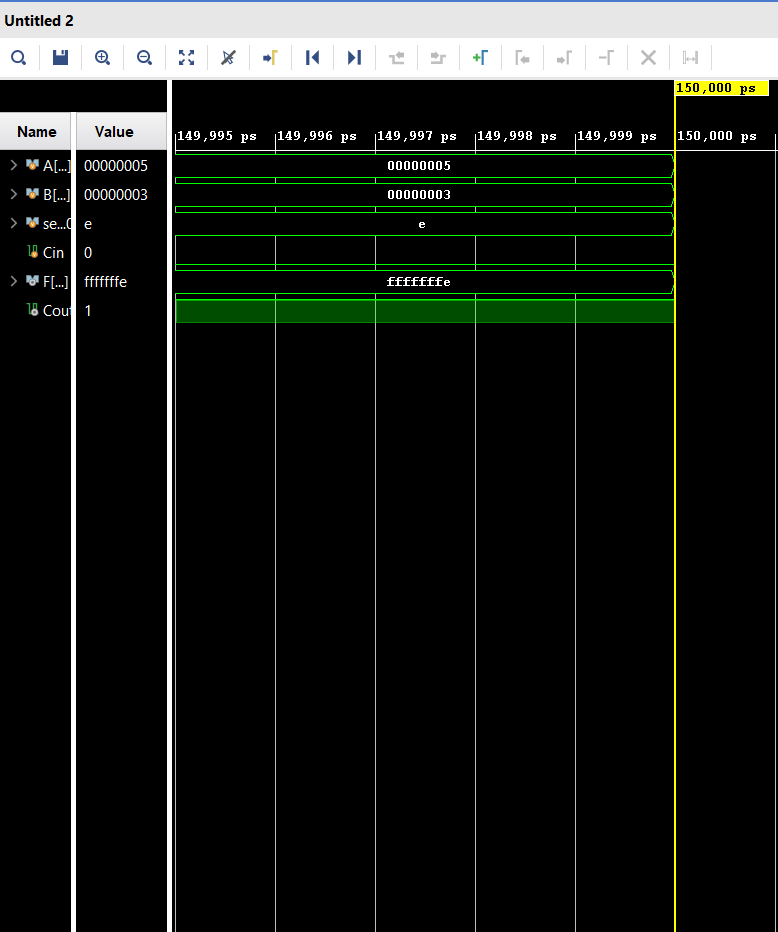 Untitled 2
150,000 ps
Name Value
149,995 ps 149,996 ps 149,997 ps 149,998 ps 149,999 ps 150,000 ps
A[...] 00000005 00000005
B[...] 00000003 00000003
se...0 e e
Cin 0
F[...] fffffffe fffffffe
Cout 1